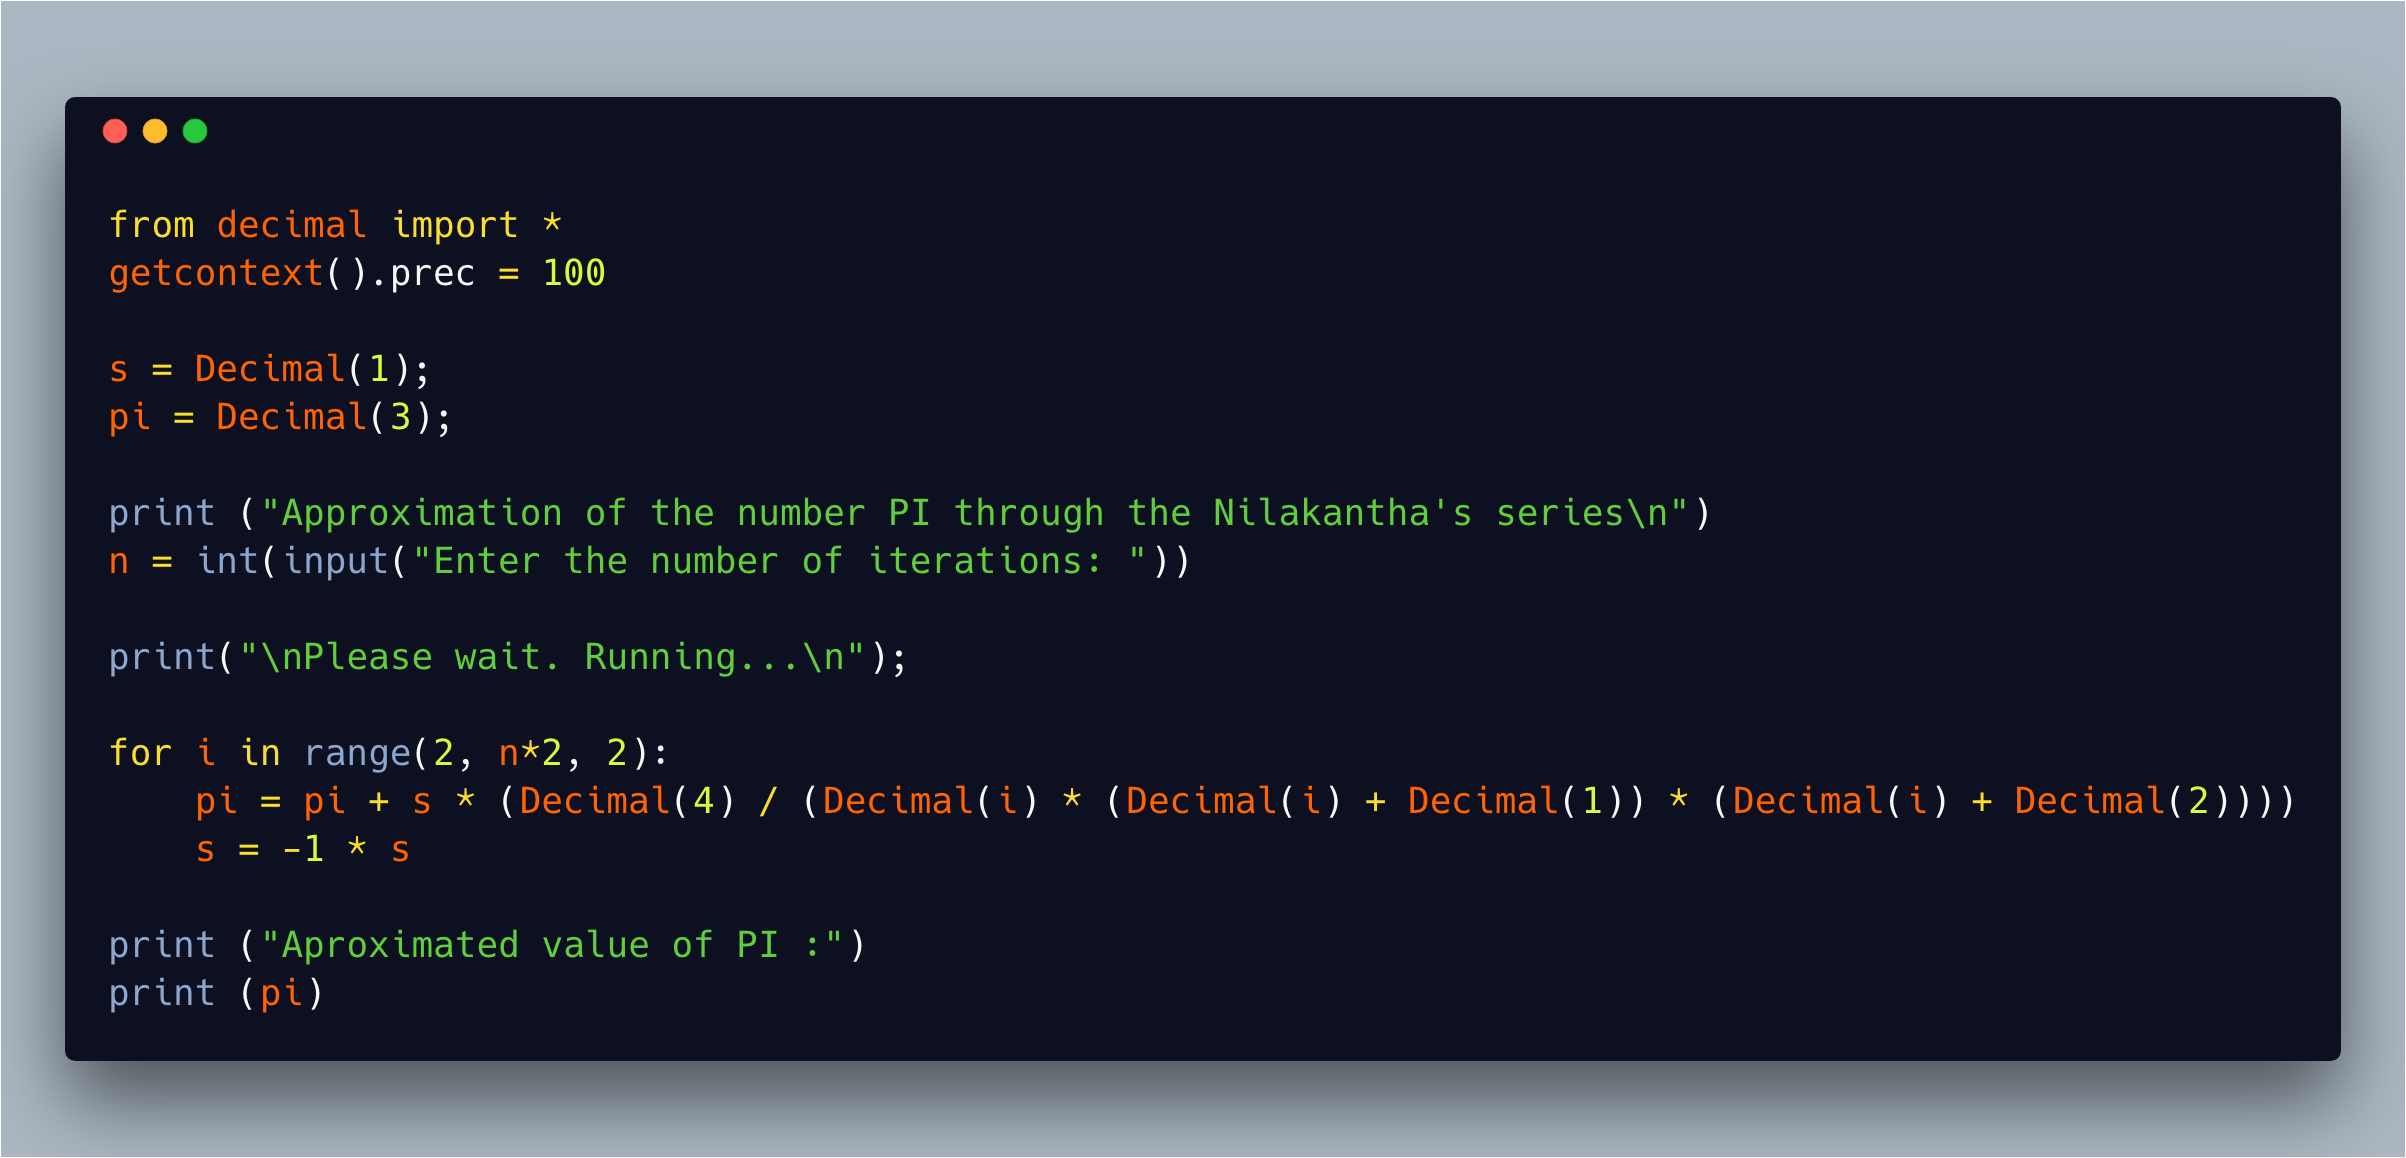 from decimal import *
getcontext().prec = 100
s = Decimal(1);
pi = Decimal(3);
print ("Approximation of the number PI through the Nilakantha's series\n")
n = int(input("Enter the number of iterations: "))
print("\nPlease wait. Running...\n");
for i in range(2, n*2, 2):
    pi = pi + s * (Decimal(4) / (Decimal(i) * (Decimal(i) + Decimal(1)) * (Decimal(i) + Decimal(2))))
    s = -1 * s
print ("Aproximated value of PI :")
print (pi)